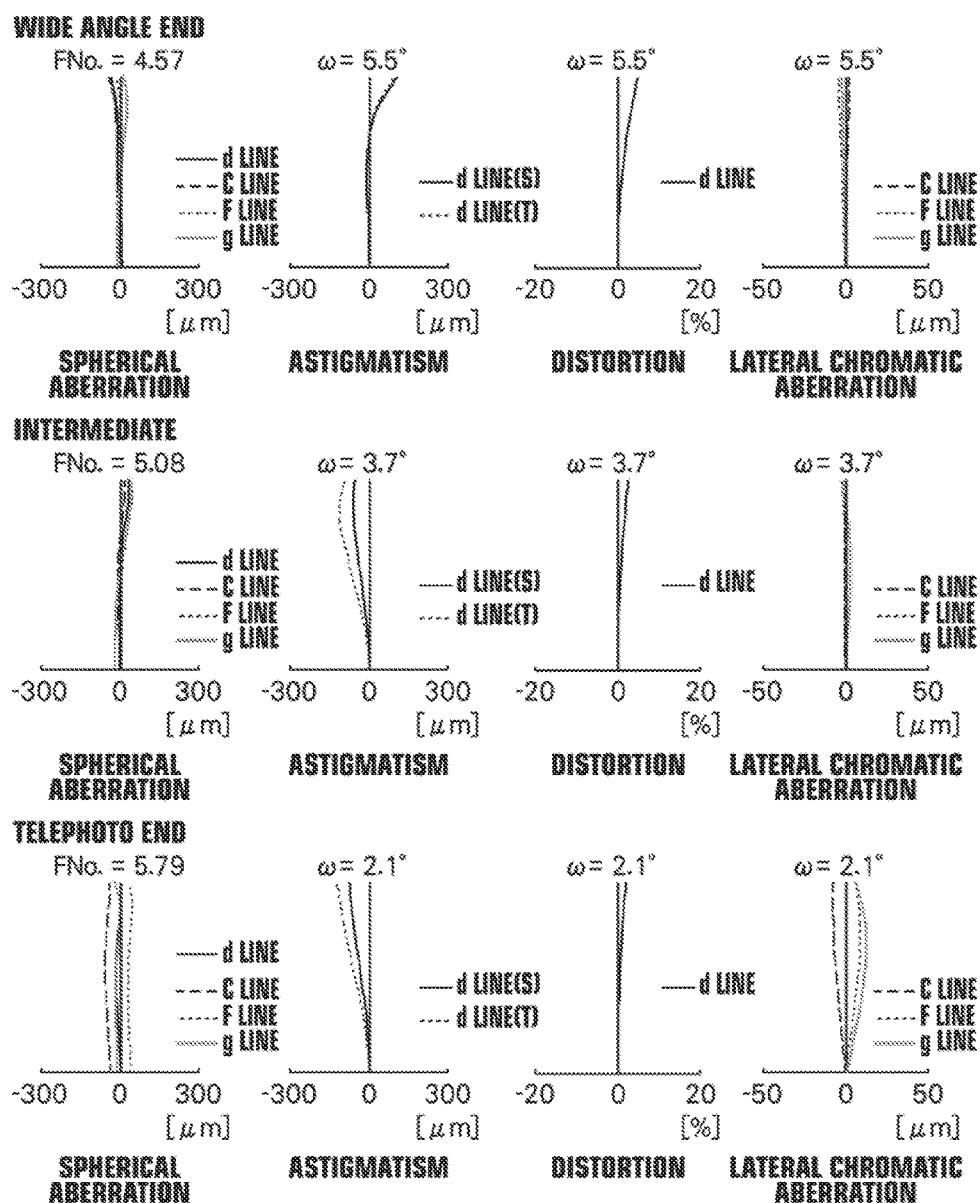 WIDE ANGLE END
FNo. = 4.57
ω= 5.5°
ω= 5.5°
ω= 5.5°
d LINE
C LINE
F LINE
g LINE
d LINE(S)
d LINE(T)
d LINE
C LINE
F LINE
g LINE
-300 0 300
-300 0 300
-20 0 20
-50 0 50
[μm]
[μm]
[%]
[μm]
SPHERICAL
ABERRATION
ASTIGMATISM
DISTORTION
LATERAL CHROMATIC
ABERRATION
INTERMEDIATE
FNo. = 5.08
ω= 3.7°
ω= 3.7°
ω= 3.7°
d LINE
C LINE
F LINE
g LINE
d LINE(S)
d LINE(T)
d LINE
C LINE
F LINE
g LINE
-300 0 300
-300 0 300
-20 0 20
-50 0 50
[μm]
[μm]
[%]
[μm]
SPHERICAL
ABERRATION
ASTIGMATISM
DISTORTION
LATERAL CHROMATIC
ABERRATION
TELEPHOTO END
FNo. = 5.79
ω= 2.1°
ω= 2.1°
ω= 2.1°
d LINE
C LINE
F LINE
g LINE
d LINE(S)
d LINE(T)
d LINE
C LINE
F LINE
g LINE
-300 0 300
-300 0 300
-20 0 20
-50 0 50
[μm]
[μm]
[%]
[μm]
SPHERICAL
ABERRATION
ASTIGMATISM
DISTORTION
LATERAL CHROMATIC
ABERRATION